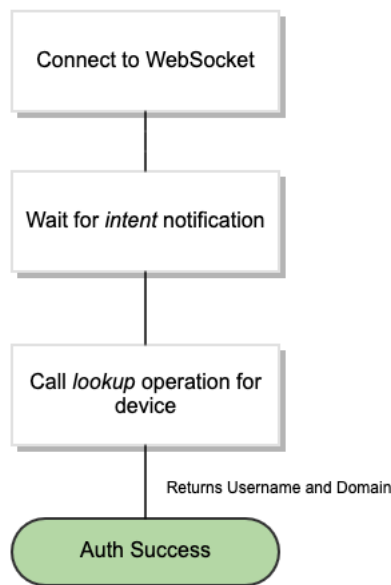 Connect to WebSocket
Wait for intent notification
Call lookup operation for
device
Returns Username and Domain
Auth Success